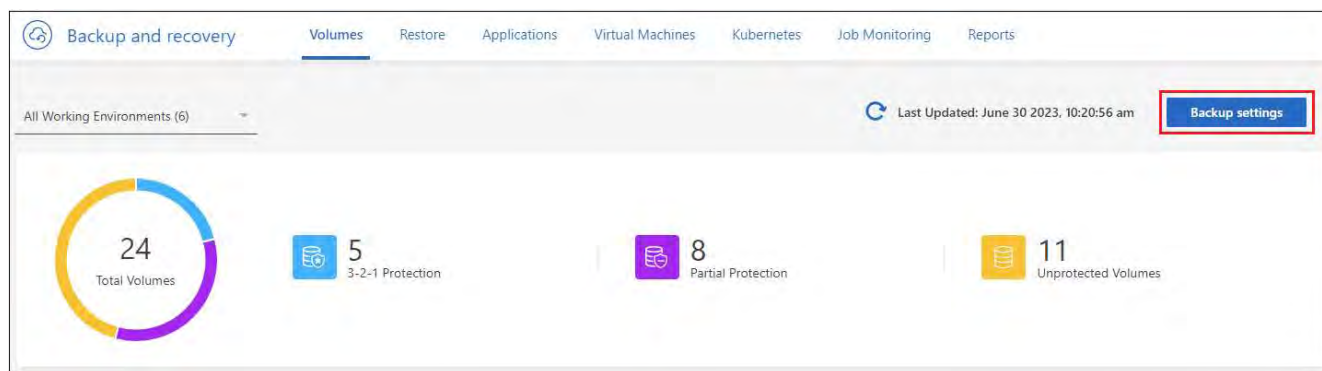 Backup and recovery Volumes Restore Applications Virtual Machines Kubernetes Job Monitoring Reports
All Working Environments (6) Last Updated: June 30 2023, 10:20:56 am Backup settings
24
Total Volumes
5
3-2-1 Protection
8
Partial Protection
11
Unprotected Volumes